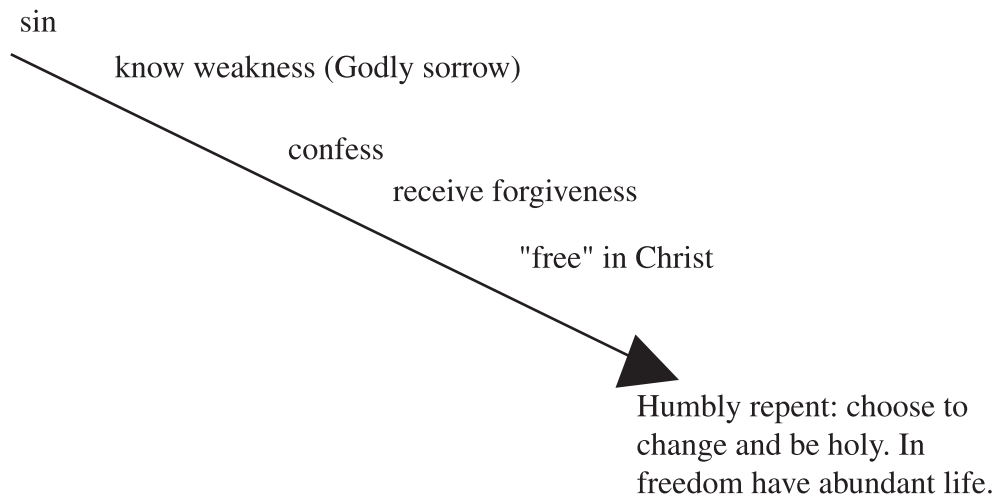 sin
know weakness (Godly sorrow)
confess
receive forgiveness
"free" in Christ
Humbly repent: choose to
change and be holy. In
freedom have abundant life.